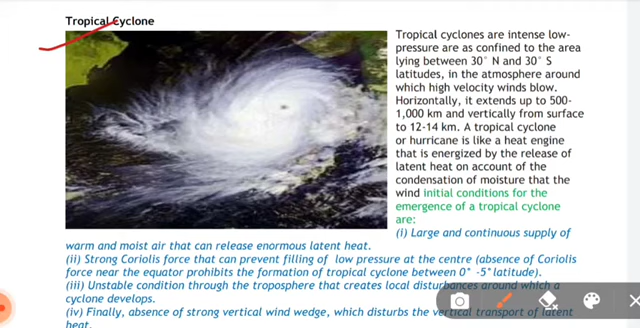 Tropical Cyclone
Tropical cyclones are intense low-
pressure are as confined to the area
lying between 30° N and 30° S
latitudes, in the atmosphere around
which high velocity winds blow.
Horizontally, it extends up to 500-
1,000 km and vertically from surface
to 12-14 km. A tropical cyclone
or hurricane is like a heat engine
that is energized by the release of
latent heat on account of the
condensation of moisture that the
wind initial conditions for the
emergence of a tropical cyclone
are:
(i) Large and continuous supply of
warm and moist air that can release enormous latent heat.
(ii) Strong Coriolis force that can prevent filling of low pressure at the centre (absence of Coriolis
force near the equator prohibits the formation of tropical cyclone between 0° -5° latitude).
(iii) Unstable condition through the troposphere that creates local disturbances around which a
cyclone develops.
(iv) Finally, absence of strong vertical wind wedge, which disturbs the vertical transport of latent
heat.